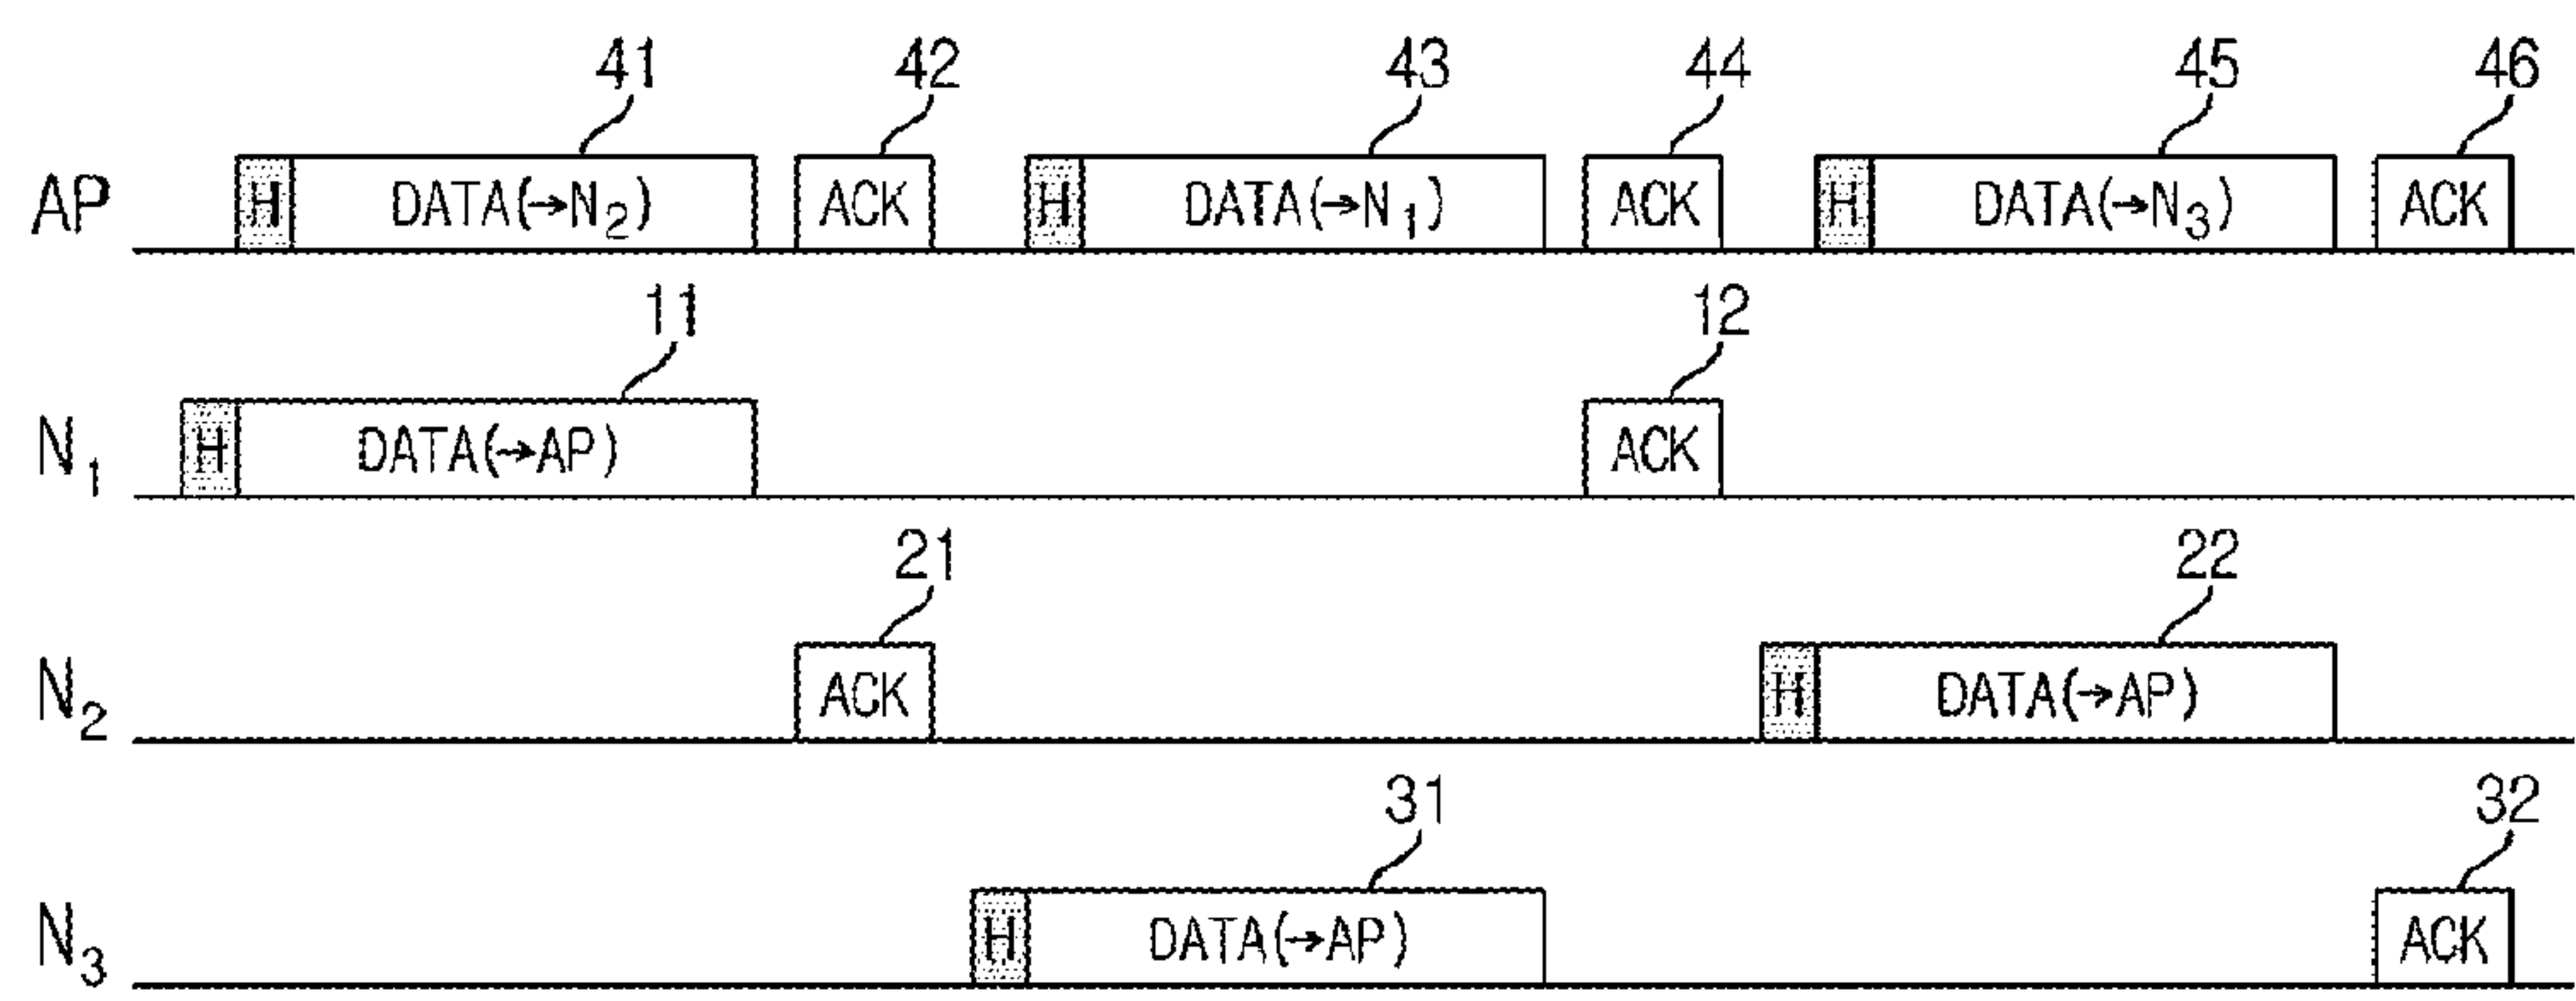 41 42 43 44 45 46
AP H DATA(→N₂) ACK H DATA(→N₁) ACK H DATA(→N₃) ACK
11 12
N₁ H DATA(→AP) ACK
21 22
N₂ ACK H DATA(→AP)
31 32
N₃ H DATA(→AP) ACK